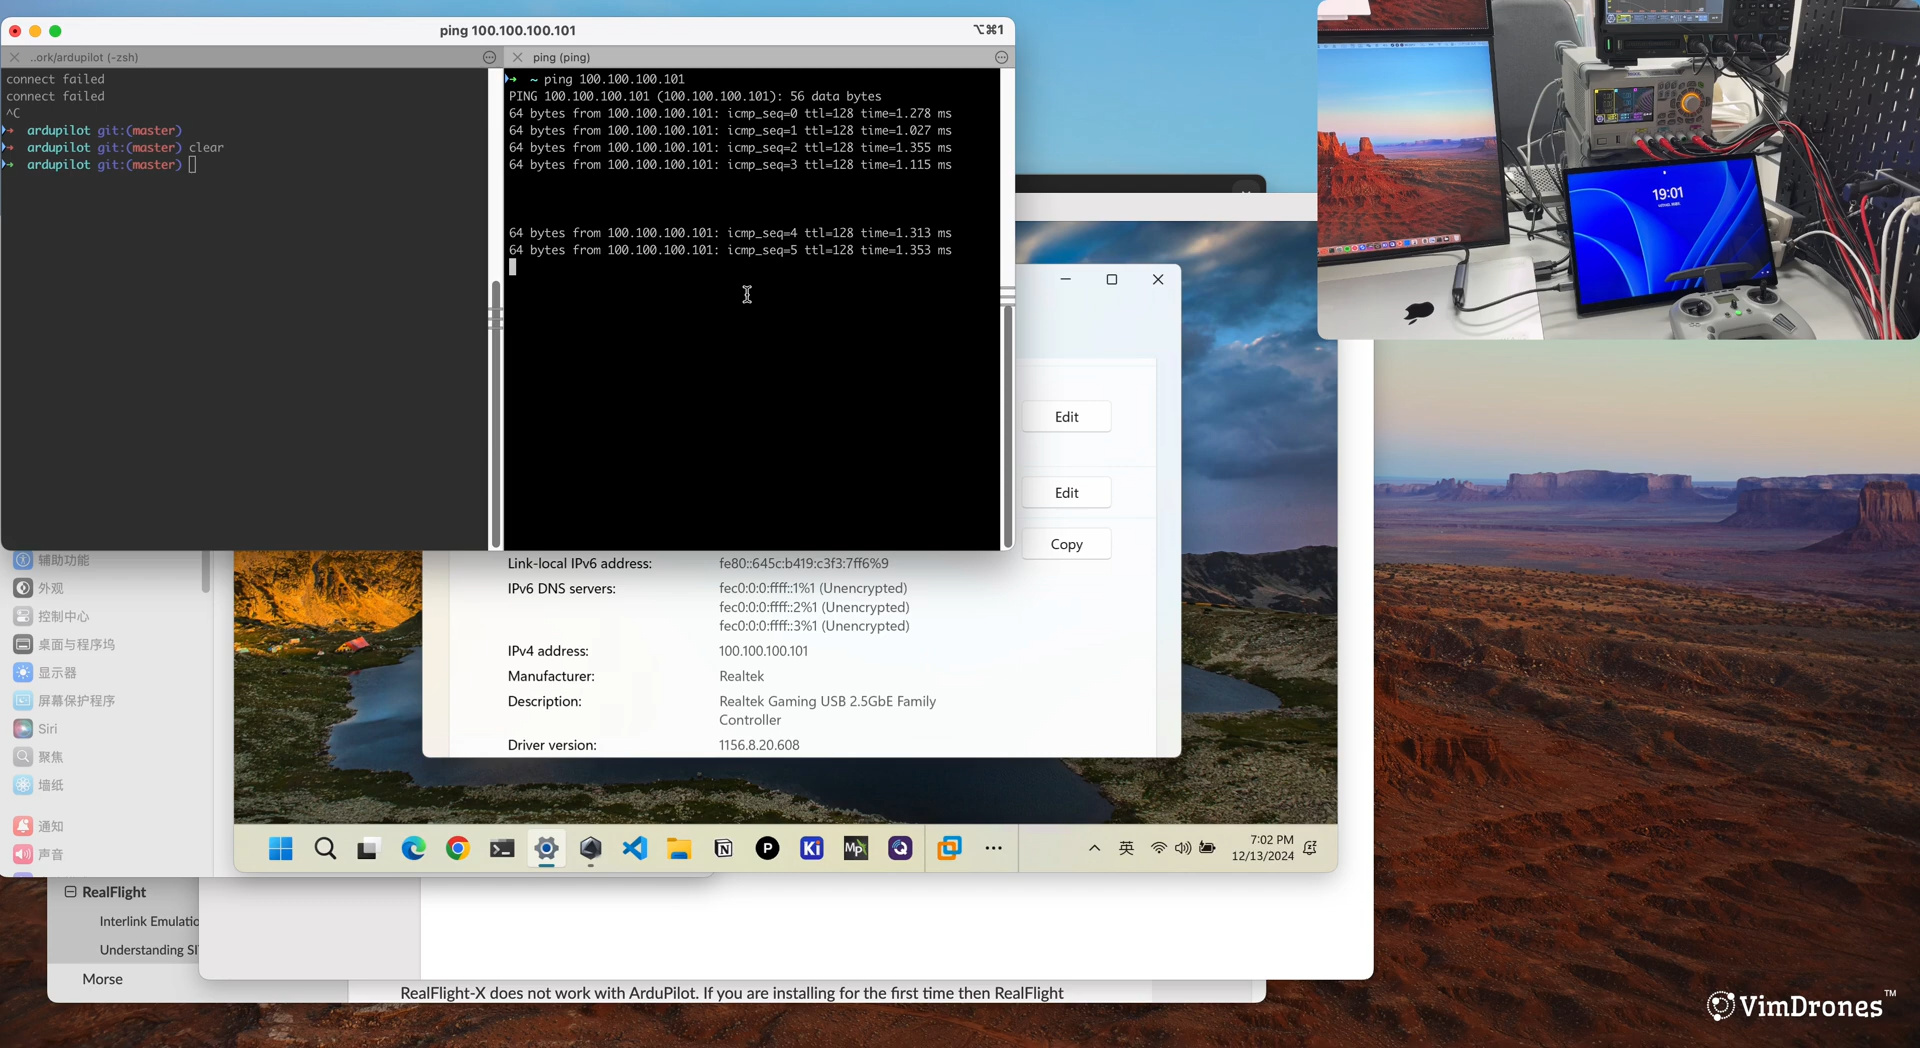 ping 100.100.100.101
⌥⌘1
..ork/ardupilot (-zsh)
connect failed
connect failed
^C
ardupilot git:(master)
ardupilot git:(master) clear
ardupilot git:(master)
ping (ping)
~ ping 100.100.100.101
PING 100.100.100.101 (100.100.100.101): 56 data bytes
64 bytes from 100.100.100.101: icmp_seq=0 ttl=128 time=1.278 ms
64 bytes from 100.100.100.101: icmp_seq=1 ttl=128 time=1.027 ms
64 bytes from 100.100.100.101: icmp_seq=2 ttl=128 time=1.355 ms
64 bytes from 100.100.100.101: icmp_seq=3 ttl=128 time=1.115 ms
64 bytes from 100.100.100.101: icmp_seq=4 ttl=128 time=1.313 ms
64 bytes from 100.100.100.101: icmp_seq=5 ttl=128 time=1.353 ms
19:01
Edit
Edit
Copy
Link-local IPv6 address: fe80::645c:b419:c3f3:7ff6%9
IPv6 DNS servers: fec0:0:0:ffff::1%1 (Unencrypted)
fec0:0:0:ffff::2%1 (Unencrypted)
fec0:0:0:ffff::3%1 (Unencrypted)
IPv4 address: 100.100.100.101
Manufacturer: Realtek
Description: Realtek Gaming USB 2.5GbE Family
Controller
Driver version: 1156.8.20.608
辅助功能
外观
控制中心
桌面与程序坞
显示器
屏幕保护程序
Siri
聚焦
墙纸
通知
声音
英
7:02 PM
12/13/2024
RealFlight
Interlink Emulatio
Understanding SI
Morse
RealFlight-X does not work with ArduPilot. If you are installing for the first time then RealFlight
VimDrones™